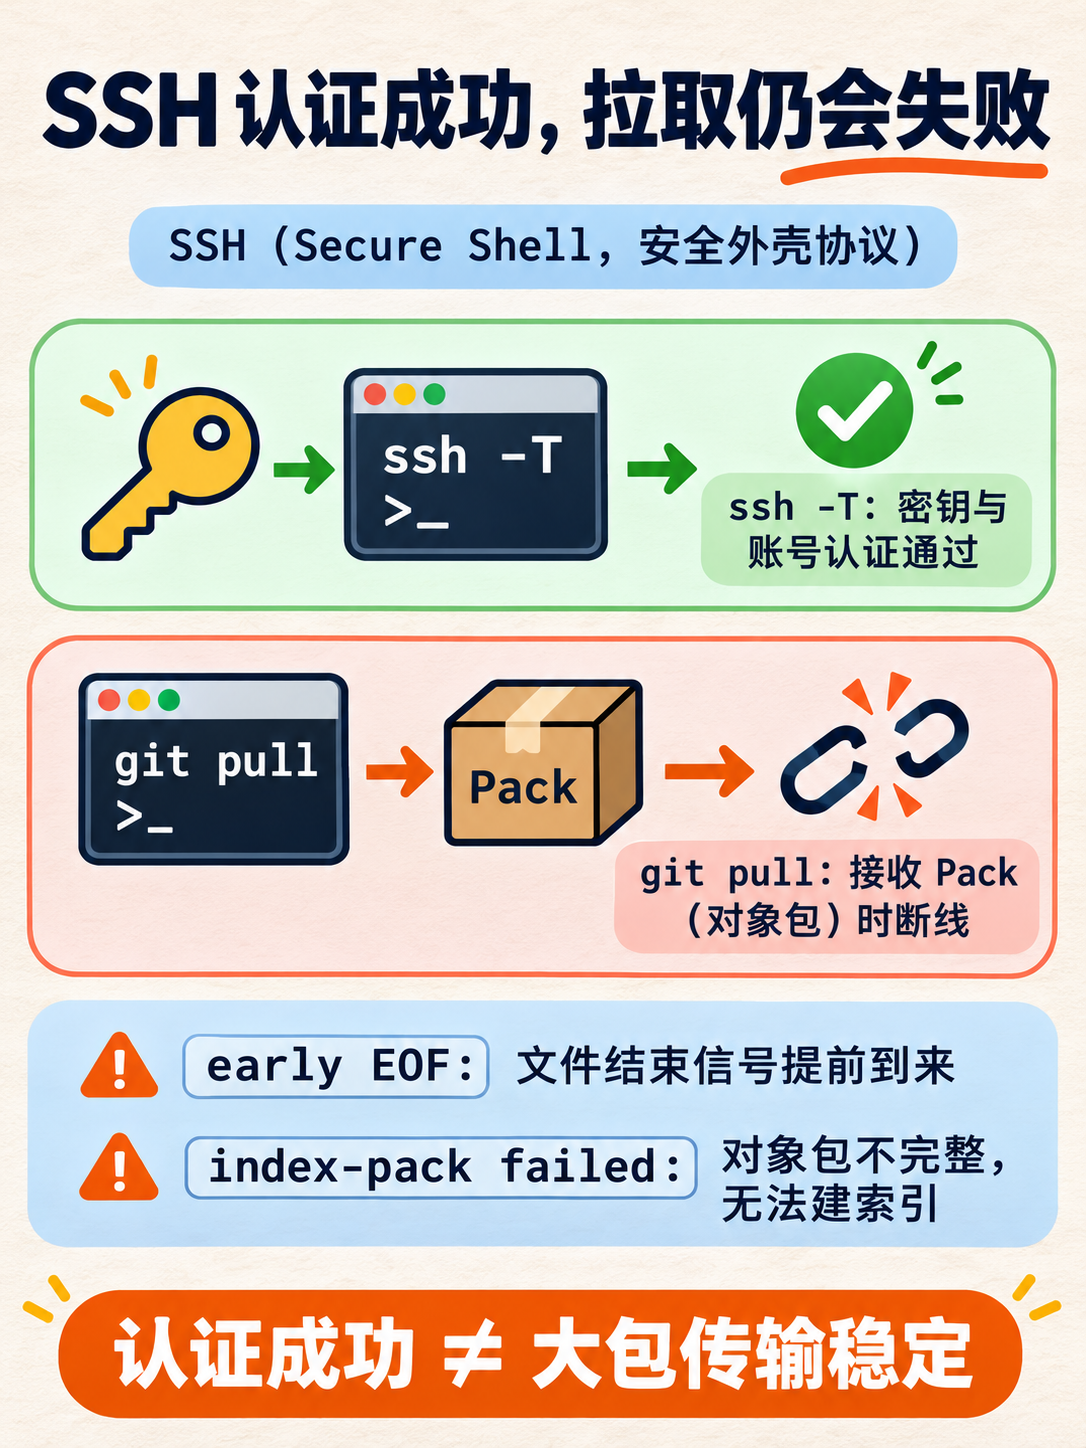 SSH 认证成功，拉取仍会失败
SSH（Secure Shell，安全外壳协议）
ssh -T
>_
ssh -T：密钥与
账号认证通过
git pull
>_
Pack
git pull：接收 Pack
（对象包）时断线
early EOF: 文件结束信号提前到来
index-pack failed: 对象包不完整，
无法建索引
认证成功 ≠ 大包传输稳定